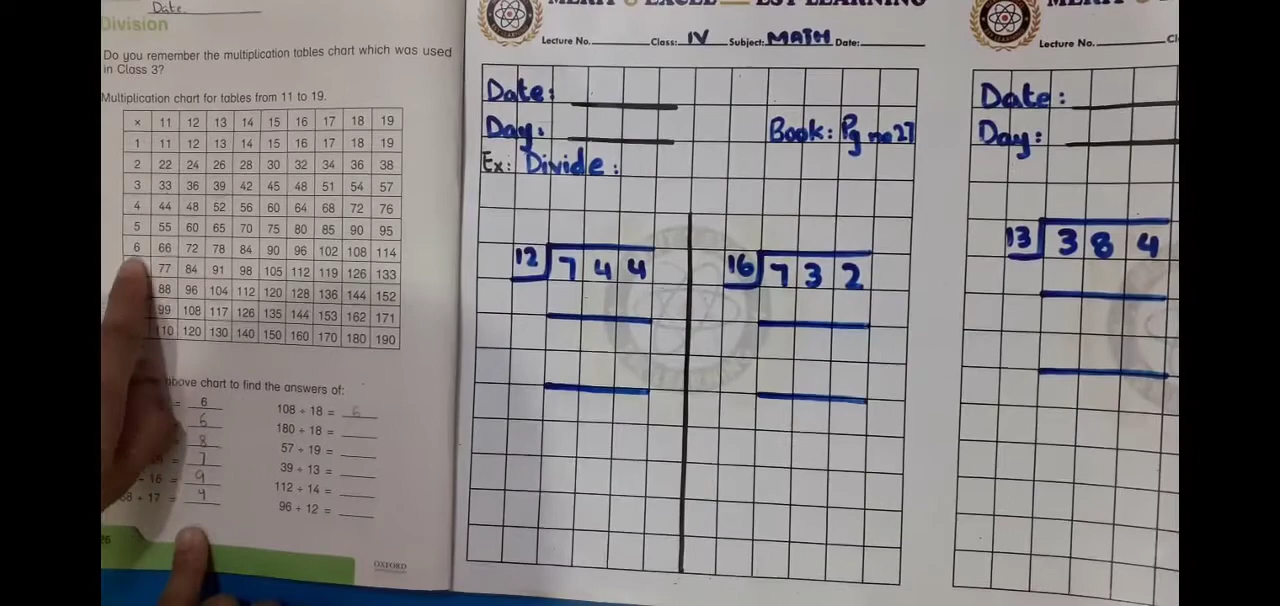 Date
Division
Do you remember the multiplication tables chart which was used
in Class 3?
Multiplication chart for tables from 11 to 19.
× 11 12 13 14 15 16 17 18 19
1 11 12 13 14 15 16 17 18 19
2 22 24 26 28 30 32 34 36 38
3 33 36 39 42 45 48 51 54 57
4 44 48 52 56 60 64 68 72 76
5 55 60 65 70 75 80 85 90 95
6 66 72 78 84 90 96 102 108 114
77 84 91 98 105 112 119 126 133
88 96 104 112 120 128 136 144 152
99 108 117 126 135 144 153 162 171
110 120 130 140 150 160 170 180 190
above chart to find the answers of:
= 6
6
= 8
= 7
÷ 16 = 9
68 ÷ 17 = 4
108 ÷ 18 = 6
180 ÷ 18 =
57 ÷ 19 =
39 ÷ 13 =
112 ÷ 14 =
96 ÷ 12 =
26
OXFORD
LEARNING
Lecture No. Class: IV Subject: MATH Date:
Date:
Day: Book: Pg no 27
Ex: Divide:
12 744
16 732
Lecture No.
Date:
Day:
13 384